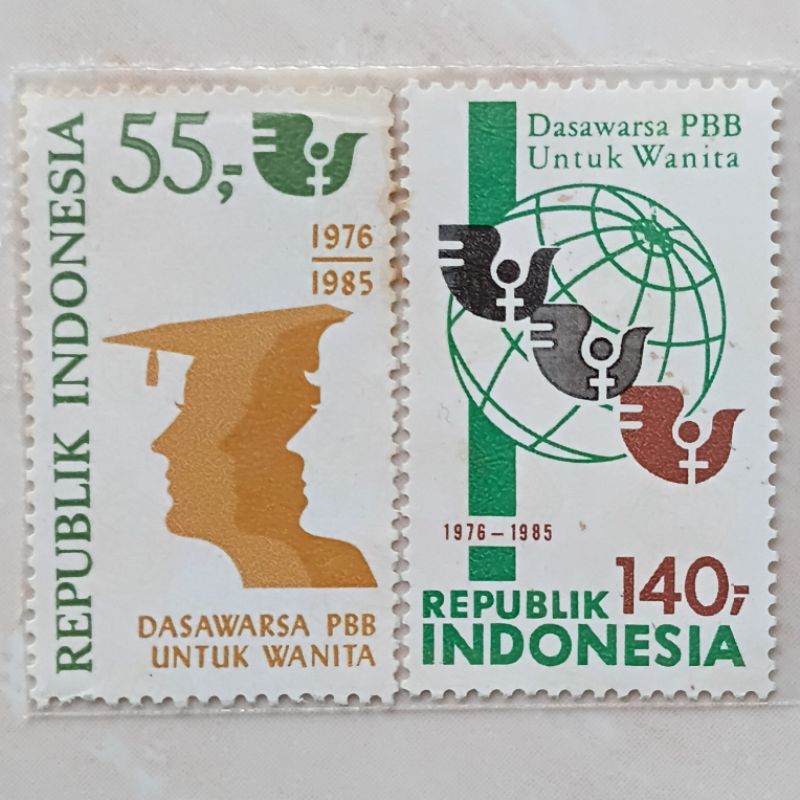 REPUBLIK INDONESIA
55,-
1976
1985
DASAWARSA PBB
UNTUK WANITA
Dasawarsa PBB
Untuk Wanita
1976-1985
REPUBLIK 140,-
INDONESIA